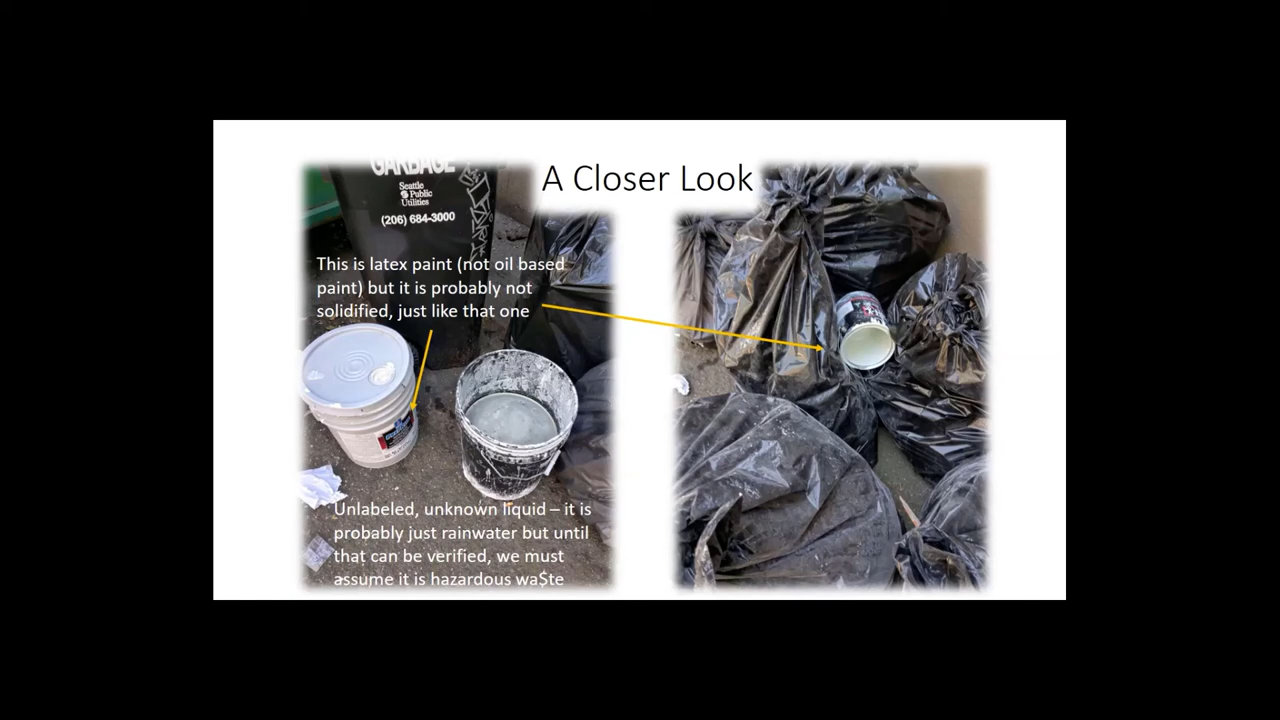 A Closer Look
GARBAGE
Seattle
Public
Utilities
(206) 684-3000
This is latex paint (not oil based
paint) but it is probably not
solidified, just like that one
Unlabeled, unknown liquid – it is
probably just rainwater but until
that can be verified, we must
assume it is hazardous wa$te